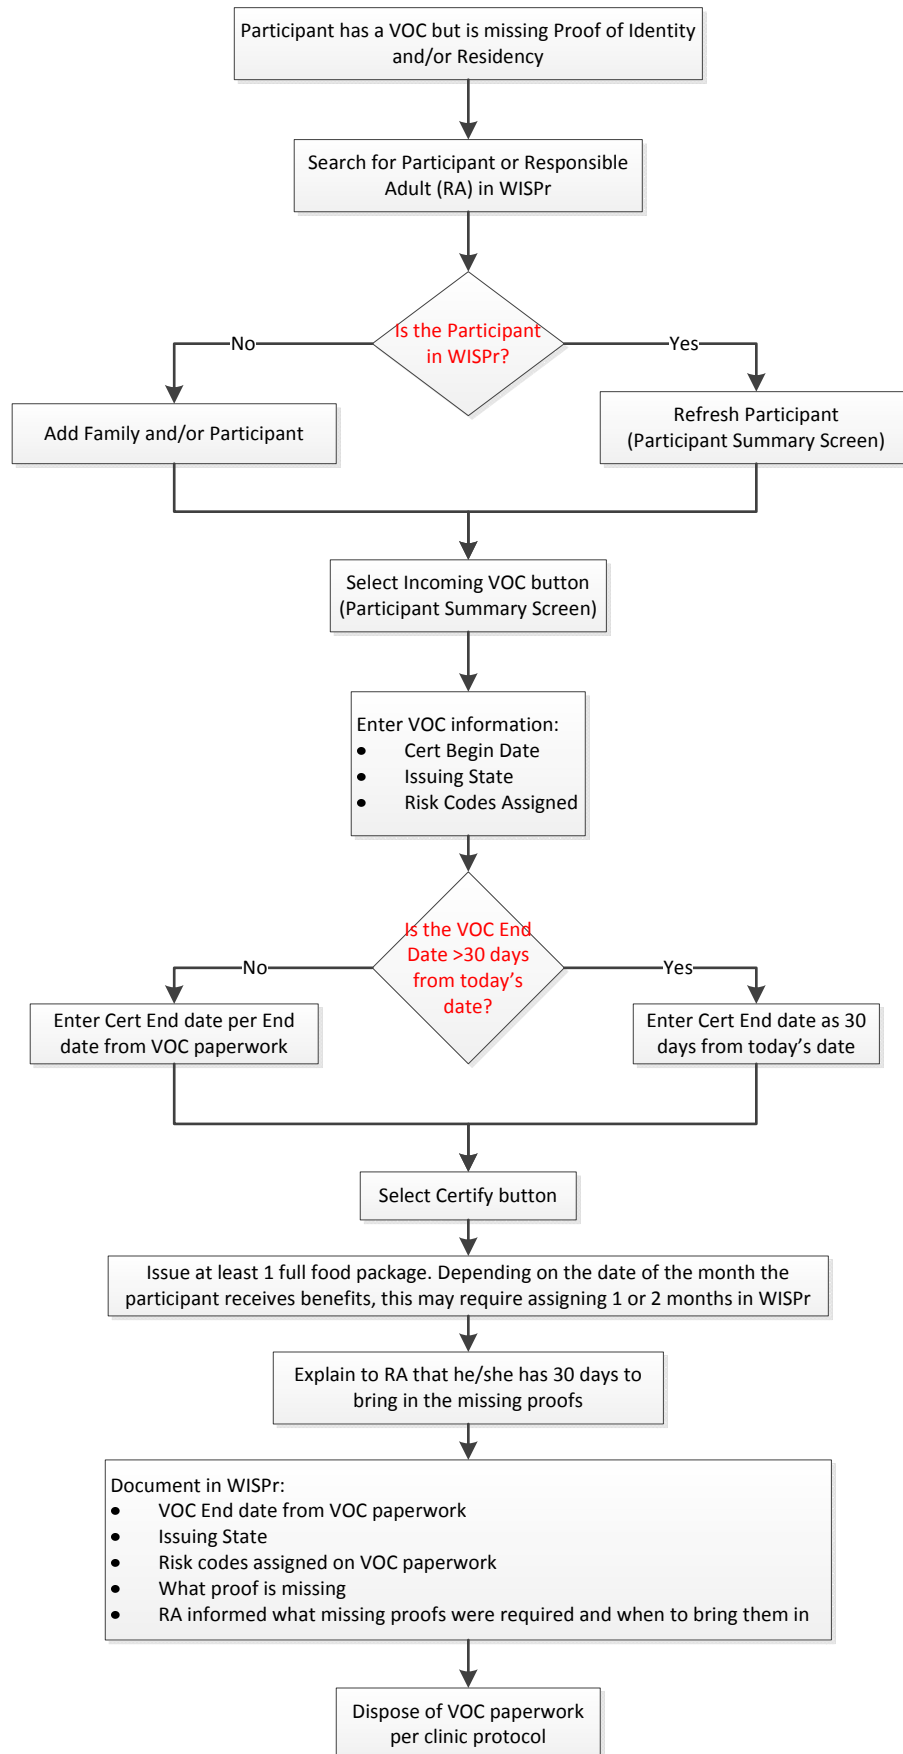 Participant has a VOC but is missing Proof of Identity
and/or Residency
Search for Participant or Responsible
Adult (RA) in WISPr
Is the Participant
in WISPr?
No
Yes
Add Family and/or Participant
Refresh Participant
(Participant Summary Screen)
Select Incoming VOC button
(Participant Summary Screen)
Enter VOC information:
• Cert Begin Date
• Issuing State
• Risk Codes Assigned
Is the VOC End
Date >30 days
from today’s
date?
No
Yes
Enter Cert End date per End
date from VOC paperwork
Enter Cert End date as 30
days from today’s date
Select Certify button
Issue at least 1 full food package. Depending on the date of the month the
participant receives benefits, this may require assigning 1 or 2 months in WISPr
Explain to RA that he/she has 30 days to
bring in the missing proofs
Document in WISPr:
• VOC End date from VOC paperwork
• Issuing State
• Risk codes assigned on VOC paperwork
• What proof is missing
• RA informed what missing proofs were required and when to bring them in
Dispose of VOC paperwork
per clinic protocol